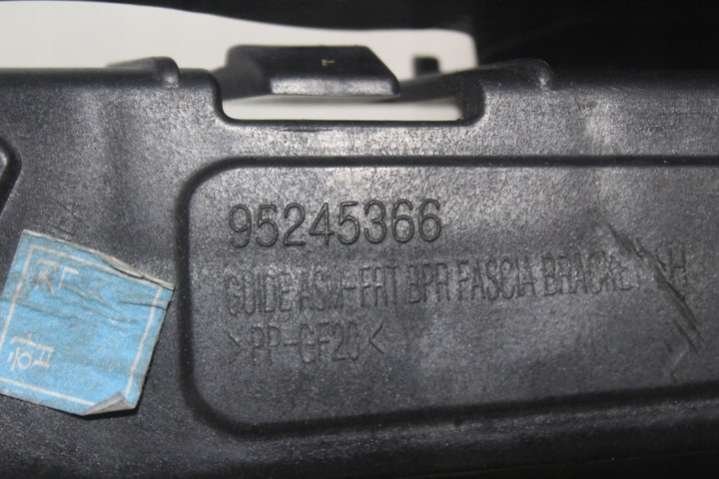 95245366
GUIDE ASM-FRT BPR FASCIA BRACKET
>PP-GF20<